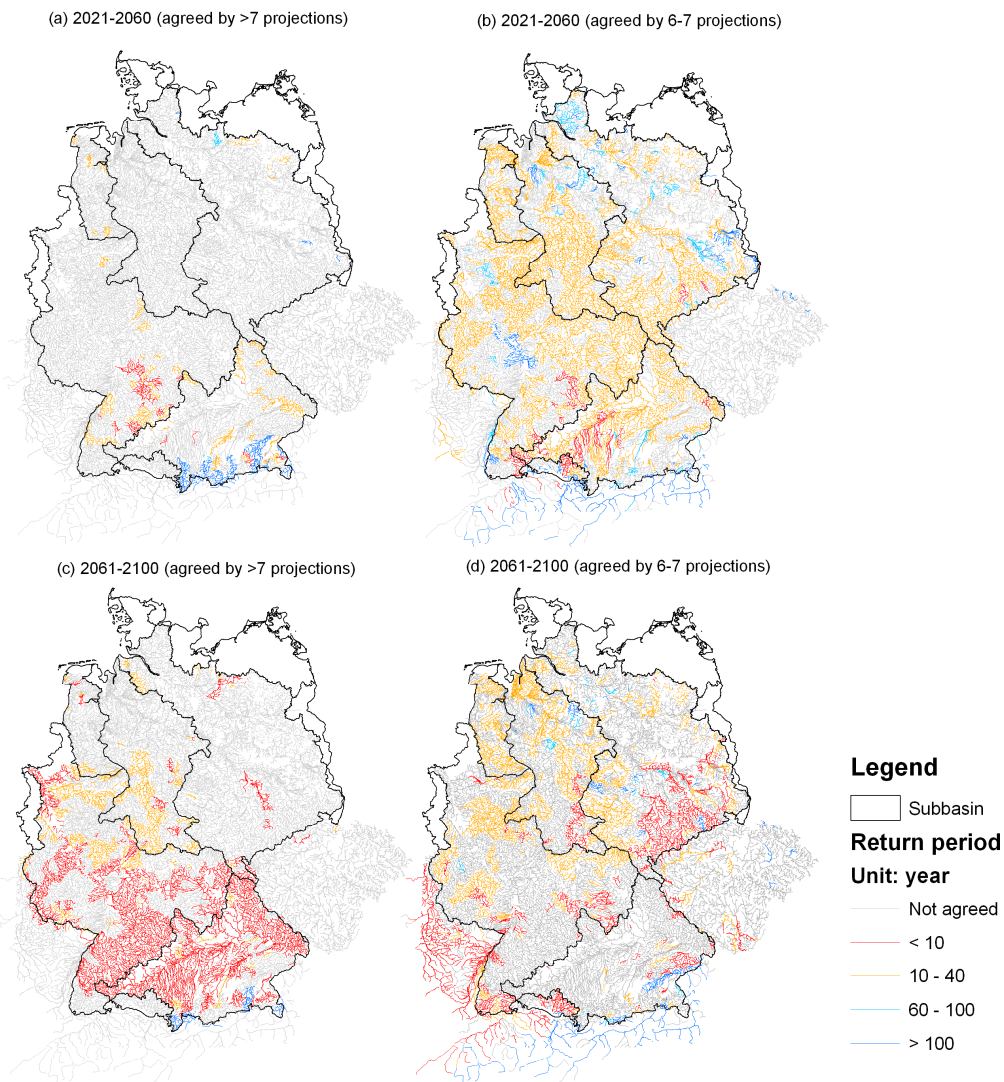 (a) 2021-2060 (agreed by >7 projections)
(b) 2021-2060 (agreed by 6-7 projections)
(c) 2061-2100 (agreed by >7 projections)
(d) 2061-2100 (agreed by 6-7 projections)
Legend
Subbasin
Return period
Unit: year
Not agreed
< 10
10 - 40
60 - 100
> 100